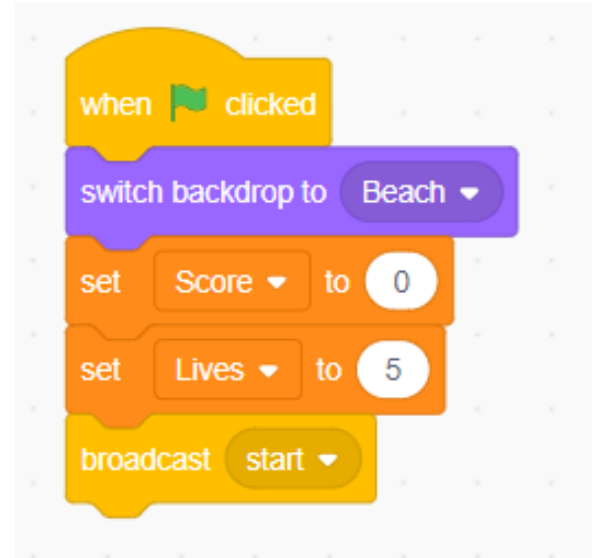 when clicked
switch backdrop to Beach
set Score to 0
set Lives to 5
broadcast start